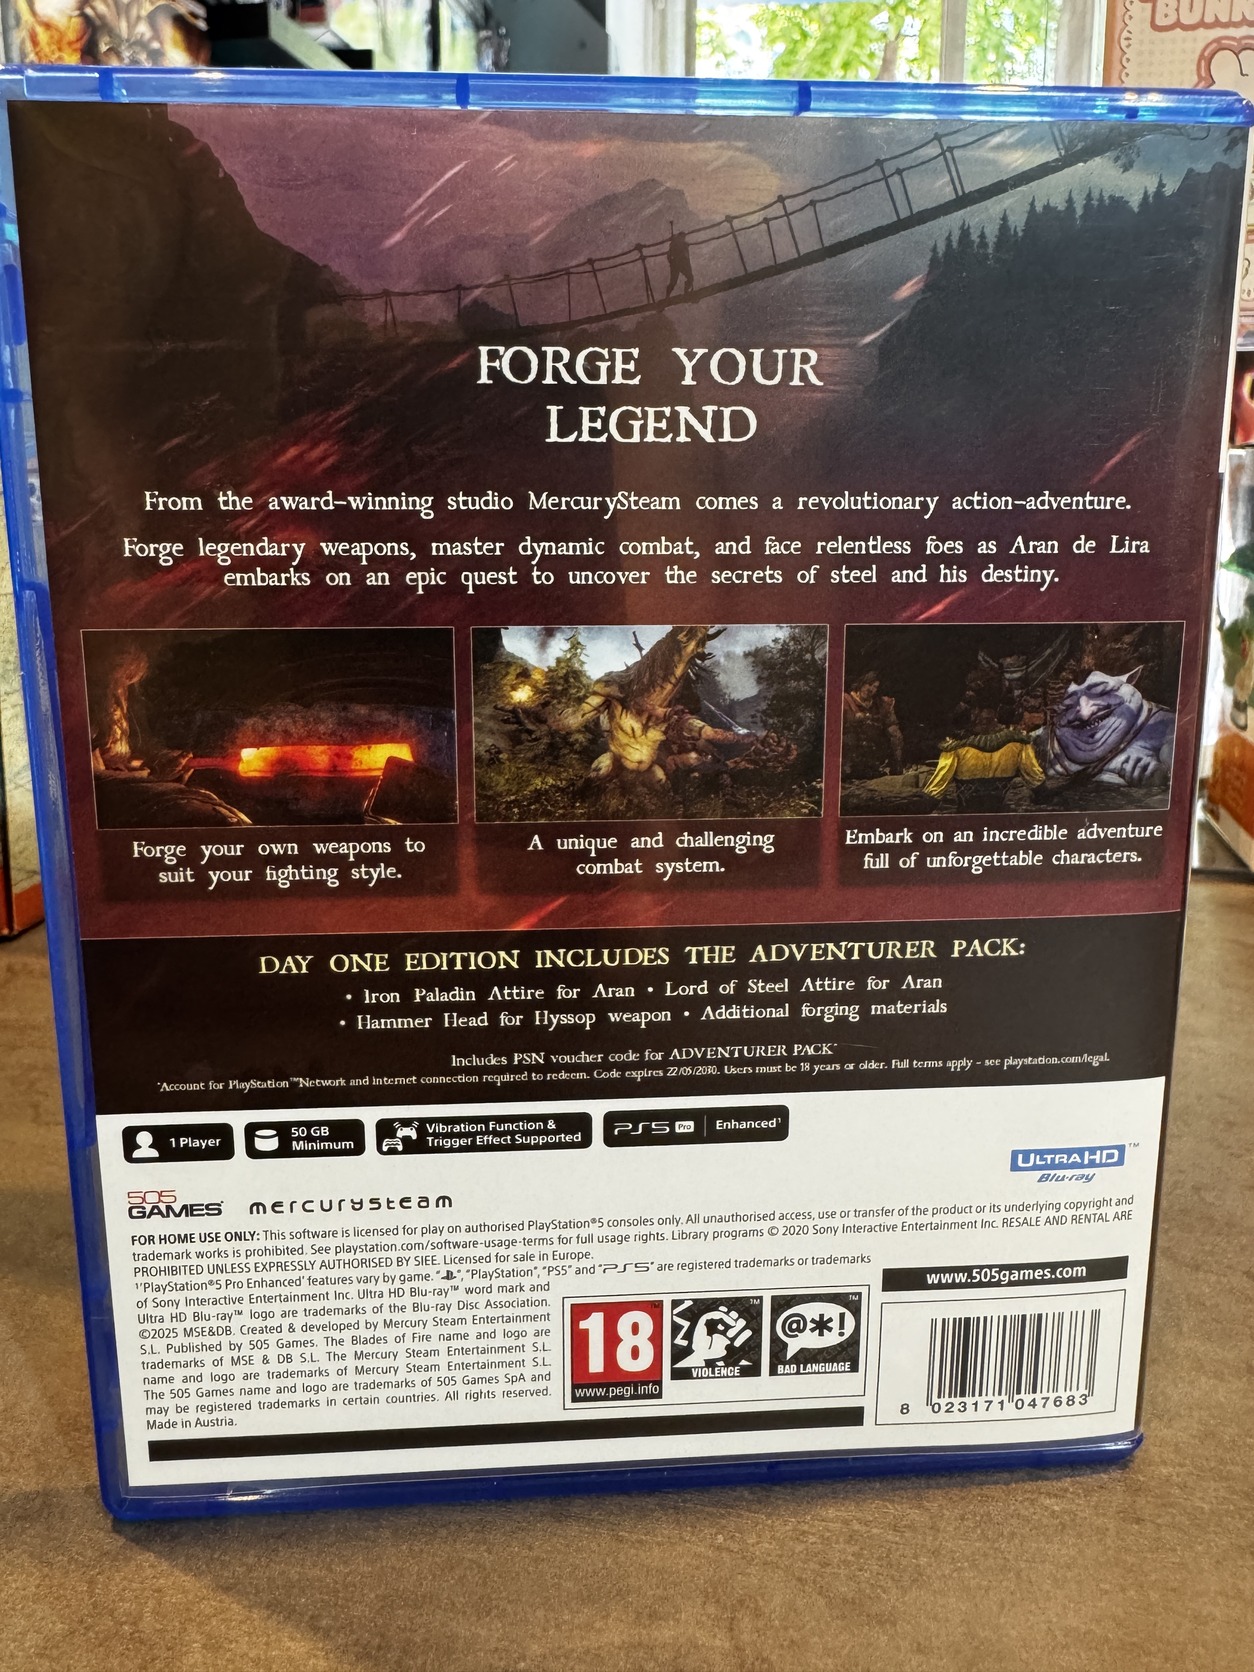 BUNN
FORGE YOUR
LEGEND
From the award-winning studio MercurySteam comes a revolutionary action-adventure.
Forge legendary weapons, master dynamic combat, and face relentless foes as Aran de Lira
embarks on an epic quest to uncover the secrets of steel and his destiny.
Forge your own weapons to
suit your fighting style.
A unique and challenging
combat system.
Embark on an incredible adventure
full of unforgettable characters.
DAY ONE EDITION INCLUDES THE ADVENTURER PACK:
• Iron Paladin Attire for Aran • Lord of Steel Attire for Aran
• Hammer Head for Hyssop weapon • Additional forging materials
Includes PSN voucher code for ADVENTURER PACK*
*Account for PlayStation™Network and internet connection required to redeem. Code expires 22/05/2030. Users must be 18 years or older. Full terms apply - see playstation.com/legal.
1 Player
50 GB
Minimum
Vibration Function &
Trigger Effect Supported
PS5 Pro Enhanced¹
ULTRA HD™
Blu-ray
505
GAMES®
mercurysteam
FOR HOME USE ONLY: This software is licensed for play on authorised PlayStation®5 consoles only. All unauthorised access, use or transfer of the product or its underlying copyright and
trademark works is prohibited. See playstation.com/software-usage-terms for full usage rights. Library programs © 2020 Sony Interactive Entertainment Inc. RESALE AND RENTAL ARE
PROHIBITED UNLESS EXPRESSLY AUTHORISED BY SIEE. Licensed for sale in Europe.
¹'PlayStation®5 Pro Enhanced' features vary by game. "PS", "PlayStation", "PS5" and "PS5" are registered trademarks or trademarks
of Sony Interactive Entertainment Inc. Ultra HD Blu-ray™ word mark and
Ultra HD Blu-ray™ logo are trademarks of the Blu-ray Disc Association.
©2025 MSE&DB. Created & developed by Mercury Steam Entertainment
S.L. Published by 505 Games. The Blades of Fire name and logo are
trademarks of MSE & DB S.L. The Mercury Steam Entertainment S.L.
name and logo are trademarks of Mercury Steam Entertainment S.L.
The 505 Games name and logo are trademarks of 505 Games SpA and
may be registered trademarks in certain countries. All rights reserved.
Made in Austria.
18™
www.pegi.info
™
VIOLENCE
™
@*!
BAD LANGUAGE
www.505games.com
8 023171 047683